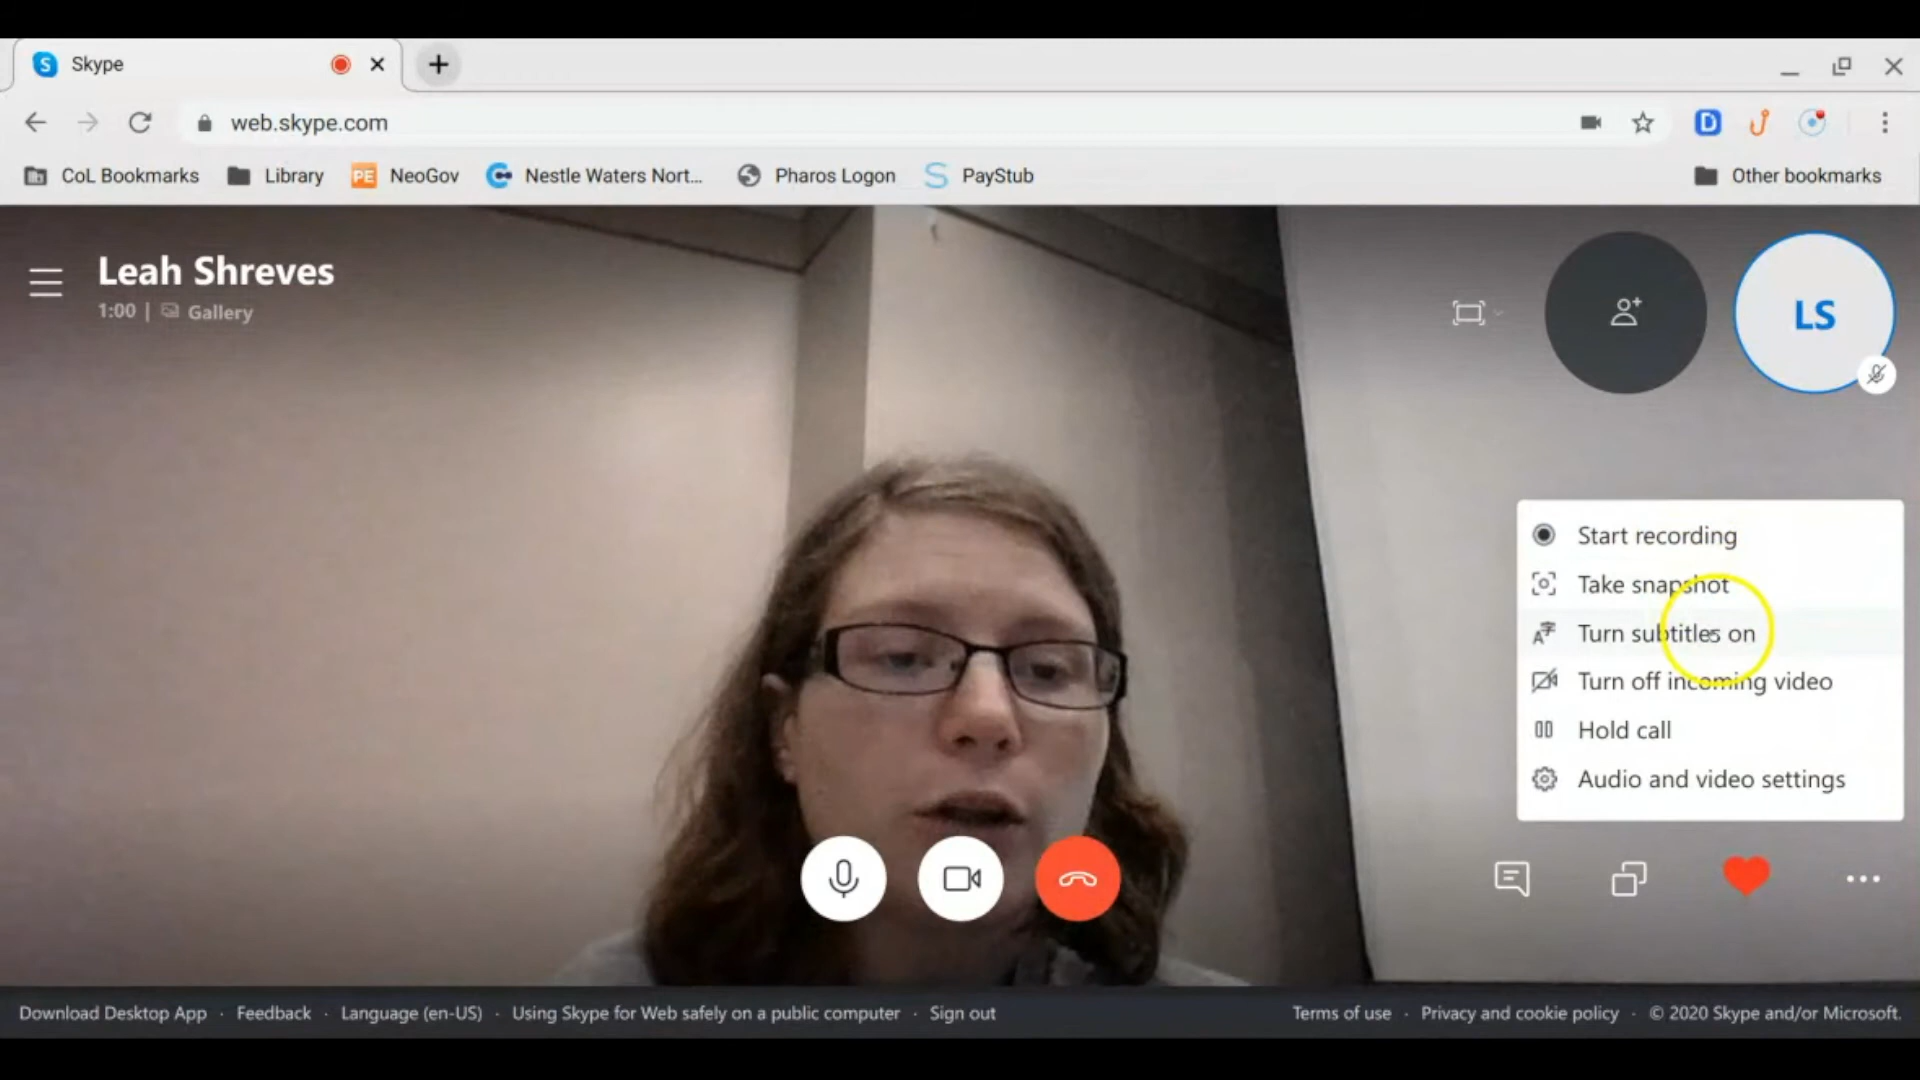 Skype
web.skype.com
D
CoL Bookmarks Library PE NeoGov Nestle Waters Nort... Pharos Logon PayStub Other bookmarks
Leah Shreves
1:00 | Gallery
LS
Start recording
Take snapshot
Turn subtitles on
Turn off incoming video
Hold call
Audio and video settings
Download Desktop App · Feedback · Language (en-US) · Using Skype for Web safely on a public computer · Sign out Terms of use · Privacy and cookie policy · © 2020 Skype and/or Microsoft.